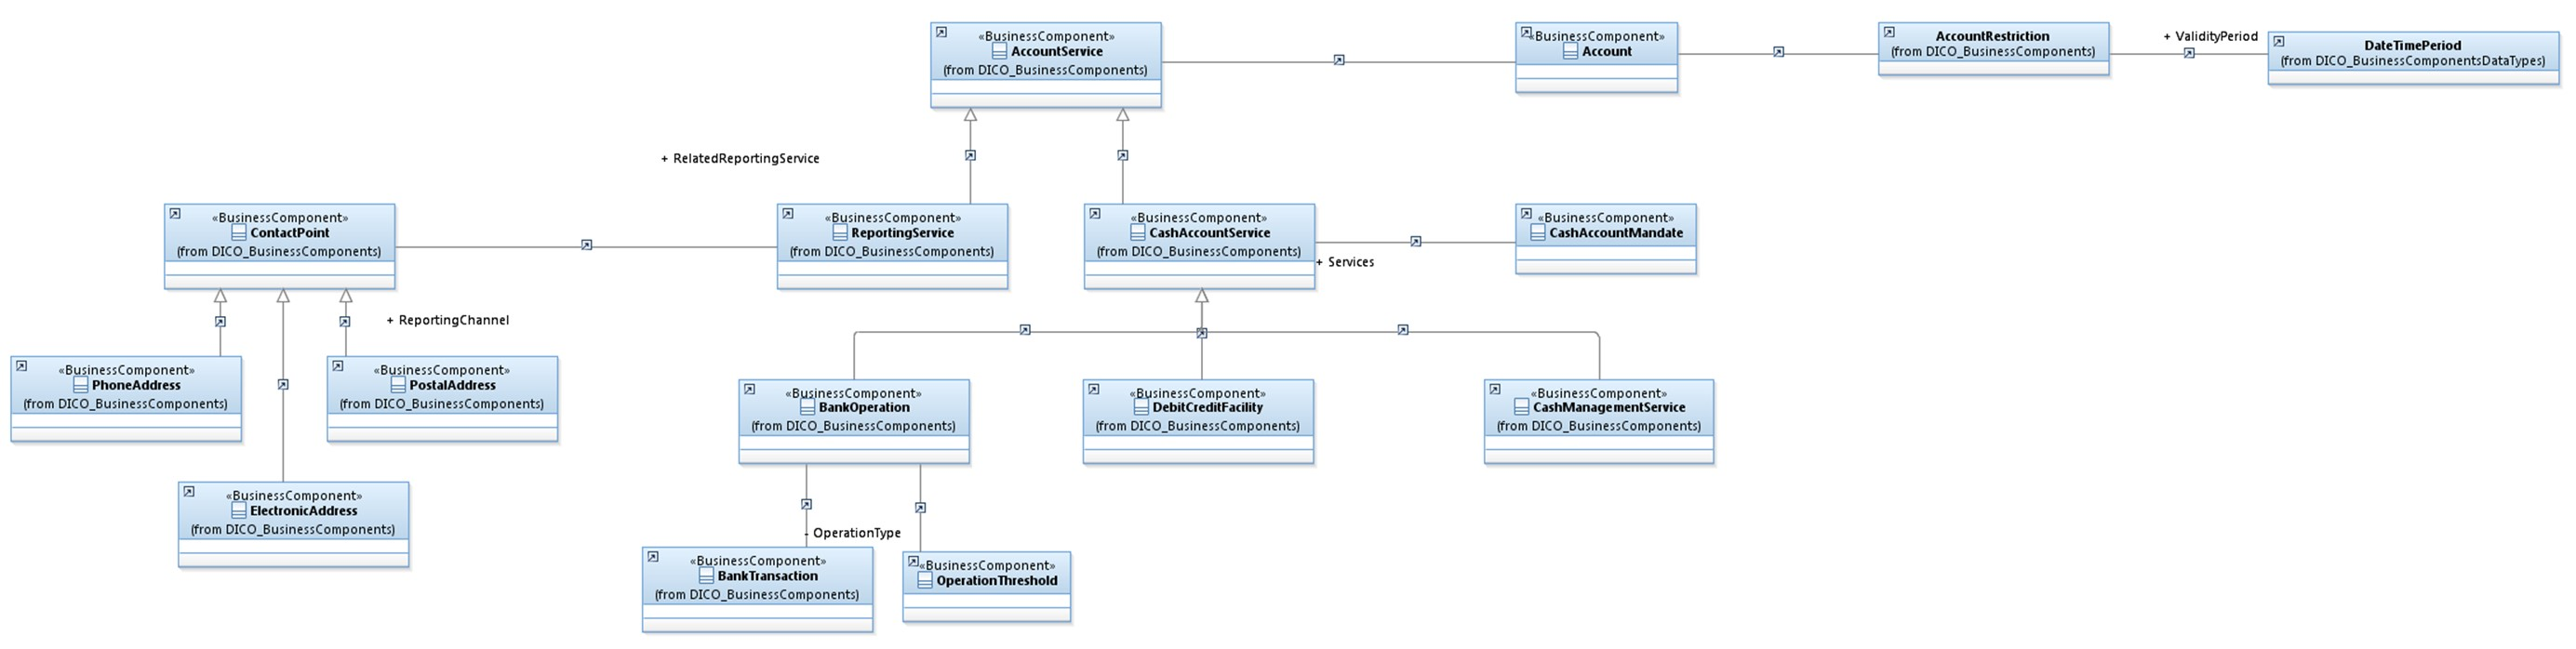 «BusinessComponent»
AccountService
(from DICO_BusinessComponents)
«BusinessComponent»
Account
AccountRestriction
(from DICO_BusinessComponents)
+ ValidityPeriod
DateTimePeriod
(from DICO_BusinessComponentsDataTypes)
+ RelatedReportingService
«BusinessComponent»
ContactPoint
(from DICO_BusinessComponents)
«BusinessComponent»
ReportingService
(from DICO_BusinessComponents)
«BusinessComponent»
CashAccountService
(from DICO_BusinessComponents)
+ Services
«BusinessComponent»
CashAccountMandate
+ ReportingChannel
«BusinessComponent»
PhoneAddress
(from DICO_BusinessComponents)
«BusinessComponent»
PostalAddress
(from DICO_BusinessComponents)
«BusinessComponent»
BankOperation
(from DICO_BusinessComponents)
«BusinessComponent»
DebitCreditFacility
(from DICO_BusinessComponents)
«BusinessComponent»
CashManagementService
(from DICO_BusinessComponents)
«BusinessComponent»
ElectronicAddress
(from DICO_BusinessComponents)
- OperationType
«BusinessComponent»
BankTransaction
(from DICO_BusinessComponents)
«BusinessComponent»
OperationThreshold